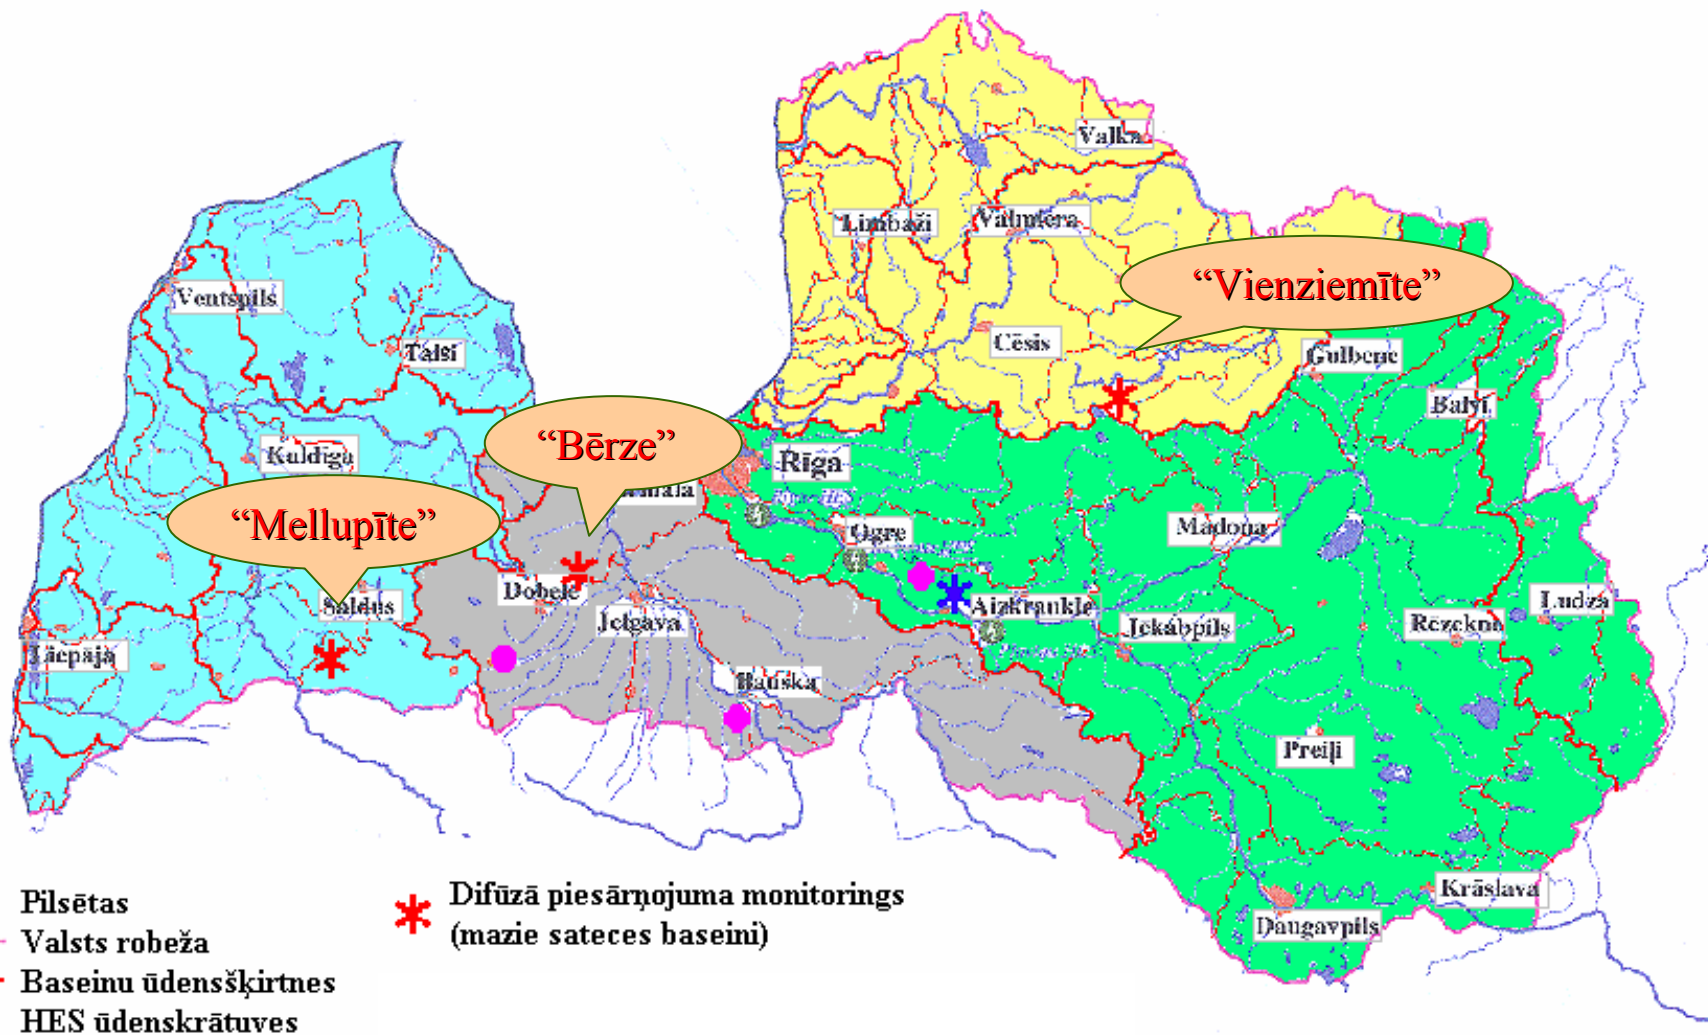 Valka
Limbaži
Valmiera
“Vienziemīte”
Ventspils
Talsi
Cēsis
Gulbene
Balvi
“Bērze”
Kuldīga
Rīga
“Mellupīte”
Madona
Ogre
Dobele
Saldus
Aizkraukle
Ludza
Jelgava
Jēkabpils
Rēzekne
Liepāja
Bauska
Preiļi
Krāslava
Daugavpils
Pilsētas
Valsts robeža
Baseinu ūdensšķirtnes
HES ūdenskrātuves
Difūzā piesārņojuma monitorings
(mazie sateces baseini)